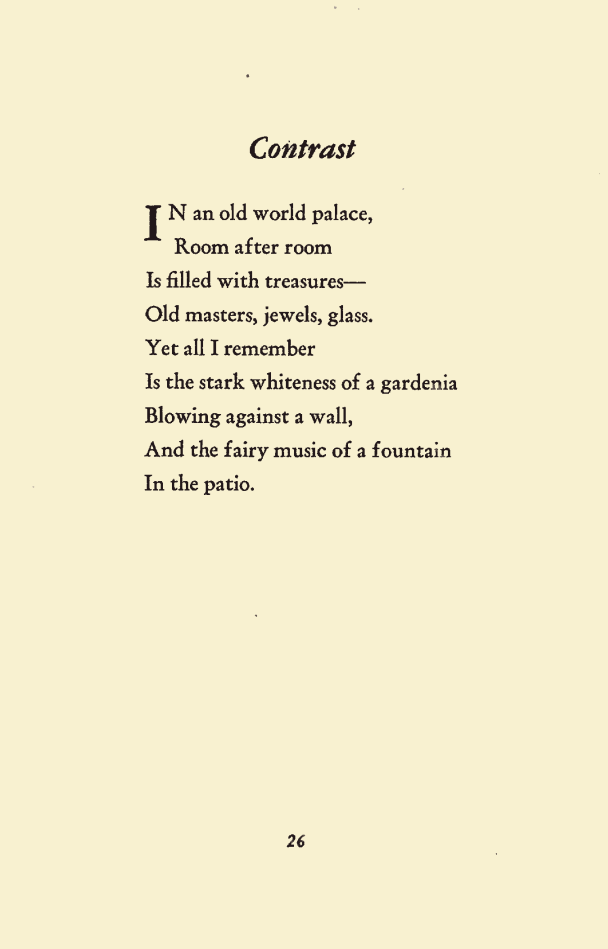 Contrast
IN an old world palace,
Room after room
Is filled with treasures—
Old masters, jewels, glass.
Yet all I remember
Is the stark whiteness of a gardenia
Blowing against a wall,
And the fairy music of a fountain
In the patio.
26